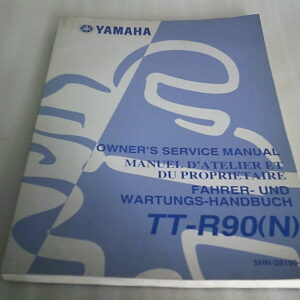 YAMAHA
OWNER'S SERVICE MANUAL
MANUEL D'ATELIER ET
DU PROPRIETAIRE
FAHRER- UND
WARTUNGS-HANDBUCH
TT-R90(N)